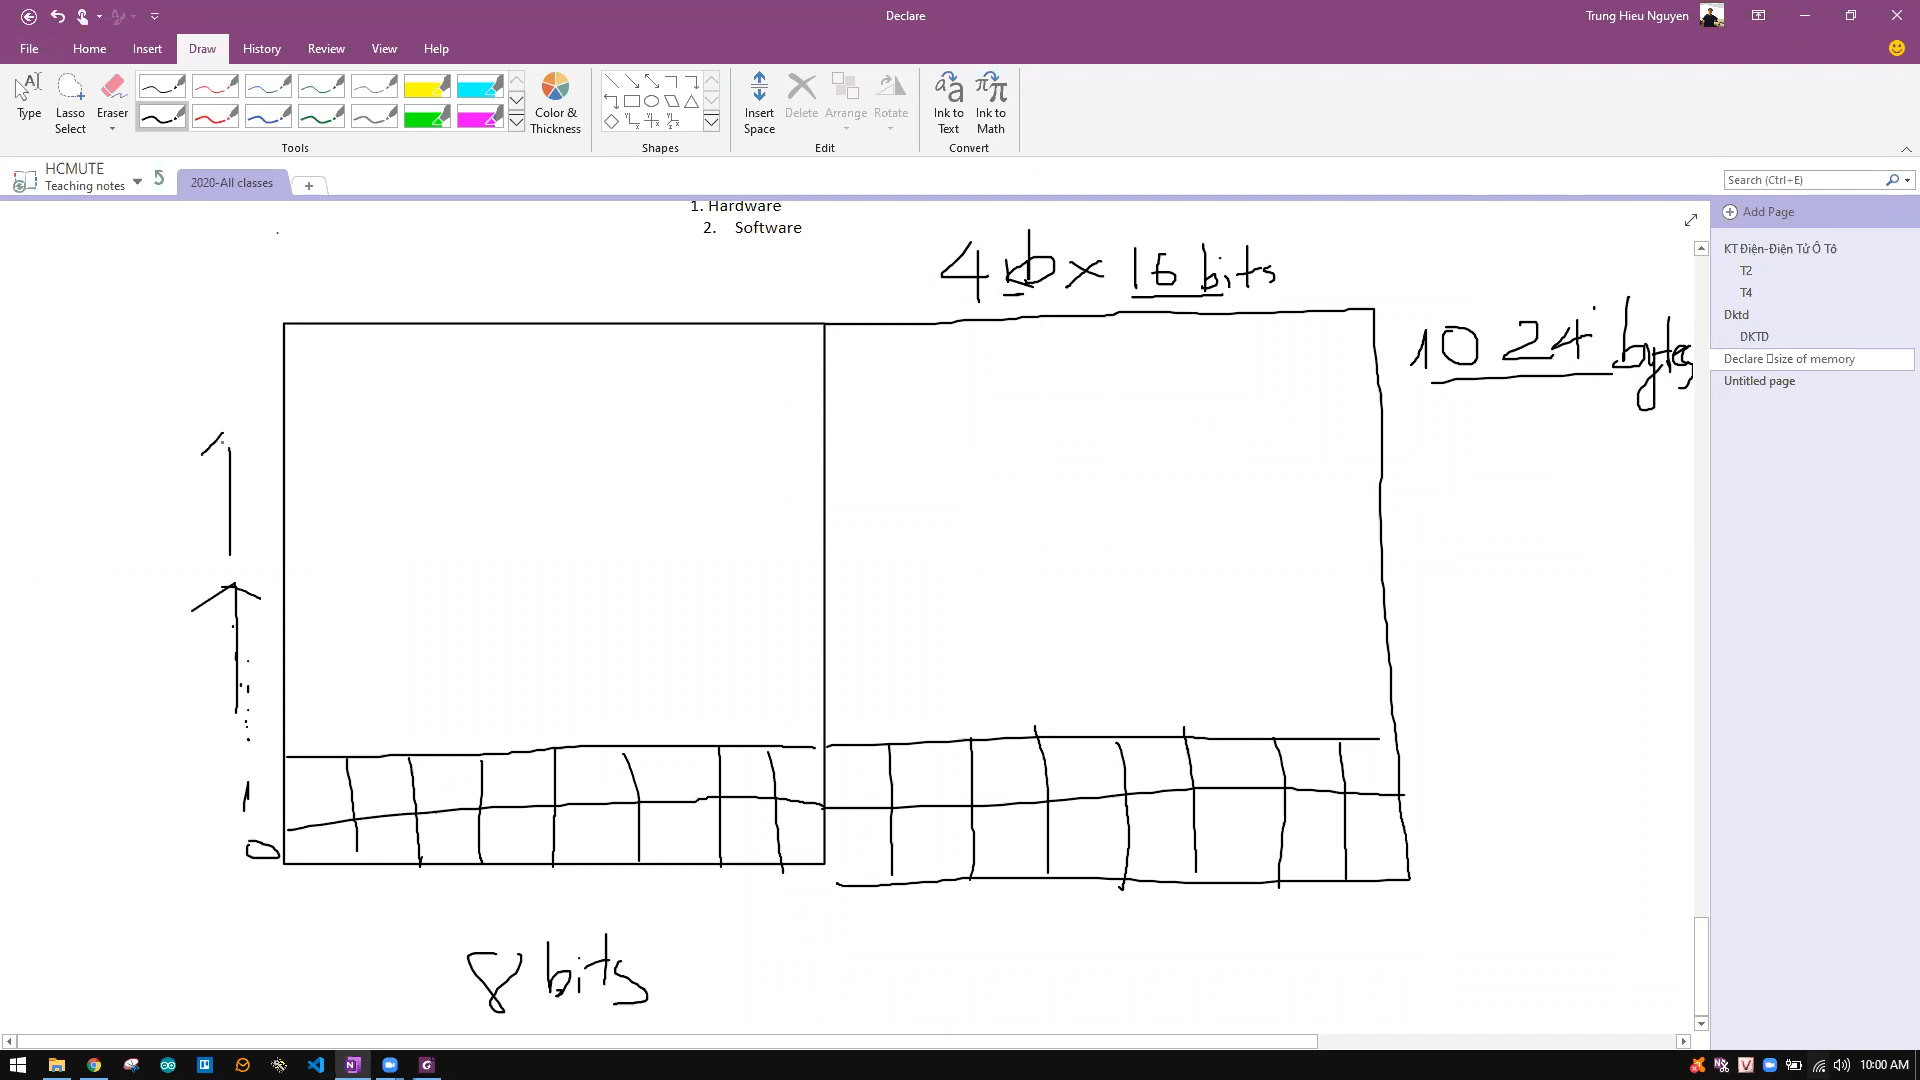 Declare
Trung Hieu Nguyen
File Home Insert Draw History Review View Help
Type
Lasso Select
Eraser
Color & Thickness
Insert Space
Delete
Arrange
Rotate
Ink to Text
Ink to Math
Tools
Shapes
Edit
Convert
HCMUTE
Teaching notes
2020-All classes
Search (Ctrl+E)
Add Page
KT Điện-Điện Tử Ô Tô
T2
T4
Dktd
DKTD
Declare size of memory
Untitled page
1. Hardware
2. Software
4 kb x 16 bits
1024 bytes
1
0
8 bits
10:00 AM